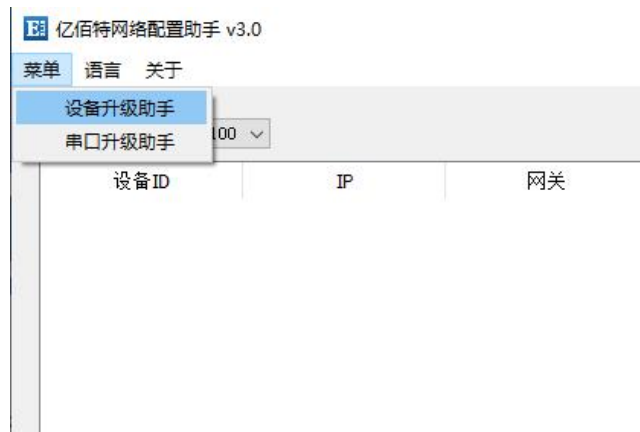 亿佰特网络配置助手 v3.0
菜单 语言 关于
设备升级助手
串口升级助手
100
设备ID IP 网关